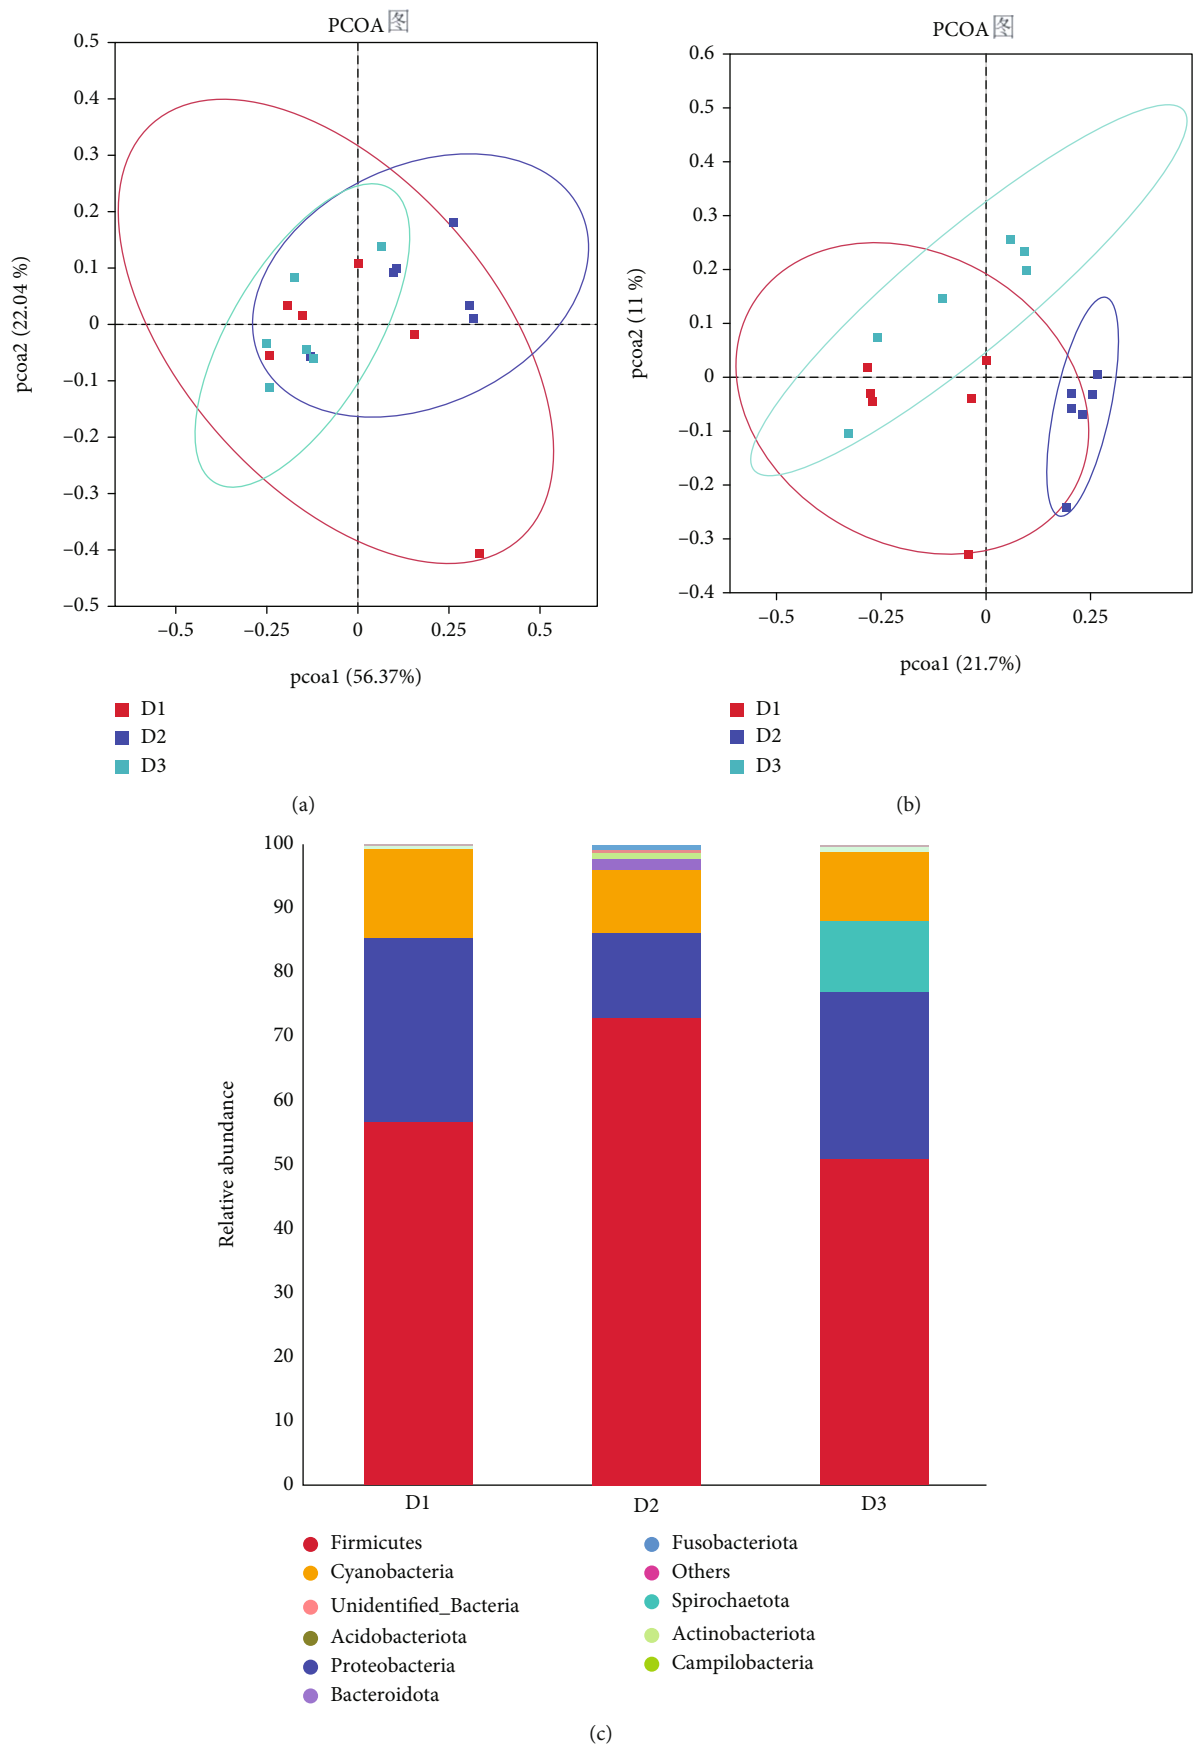 PCOA图
0.5
0.4
0.3
0.2
0.1
0
−0.1
−0.2
−0.3
−0.4
−0.5
pcoa2 (22.04 %)
−0.5 −0.25 0 0.25 0.5
pcoa1 (56.37%)
D1
D2
D3
(a)
PCOA图
0.6
0.5
0.4
0.3
0.2
0.1
0
−0.1
−0.2
−0.3
−0.4
pcoa2 (11 %)
−0.5 −0.25 0 0.25
pcoa1 (21.7%)
D1
D2
D3
(b)
100
90
80
70
60
50
40
30
20
10
0
Relative abundance
D1 D2 D3
Firmicutes
Cyanobacteria
Unidentified_Bacteria
Acidobacteriota
Proteobacteria
Bacteroidota
Fusobacteriota
Others
Spirochaetota
Actinobacteriota
Campilobacteria
(c)